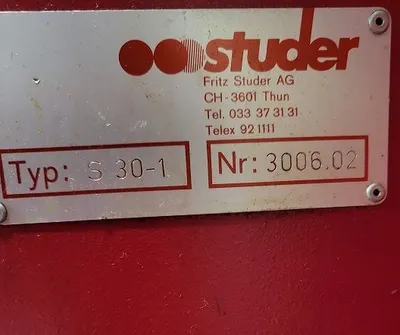 studer
Fritz Studer AG
CH-3601 Thun
Tel. 033 37 31 31
Telex 92 1111
Typ: S 30-1
Nr: 3006.02